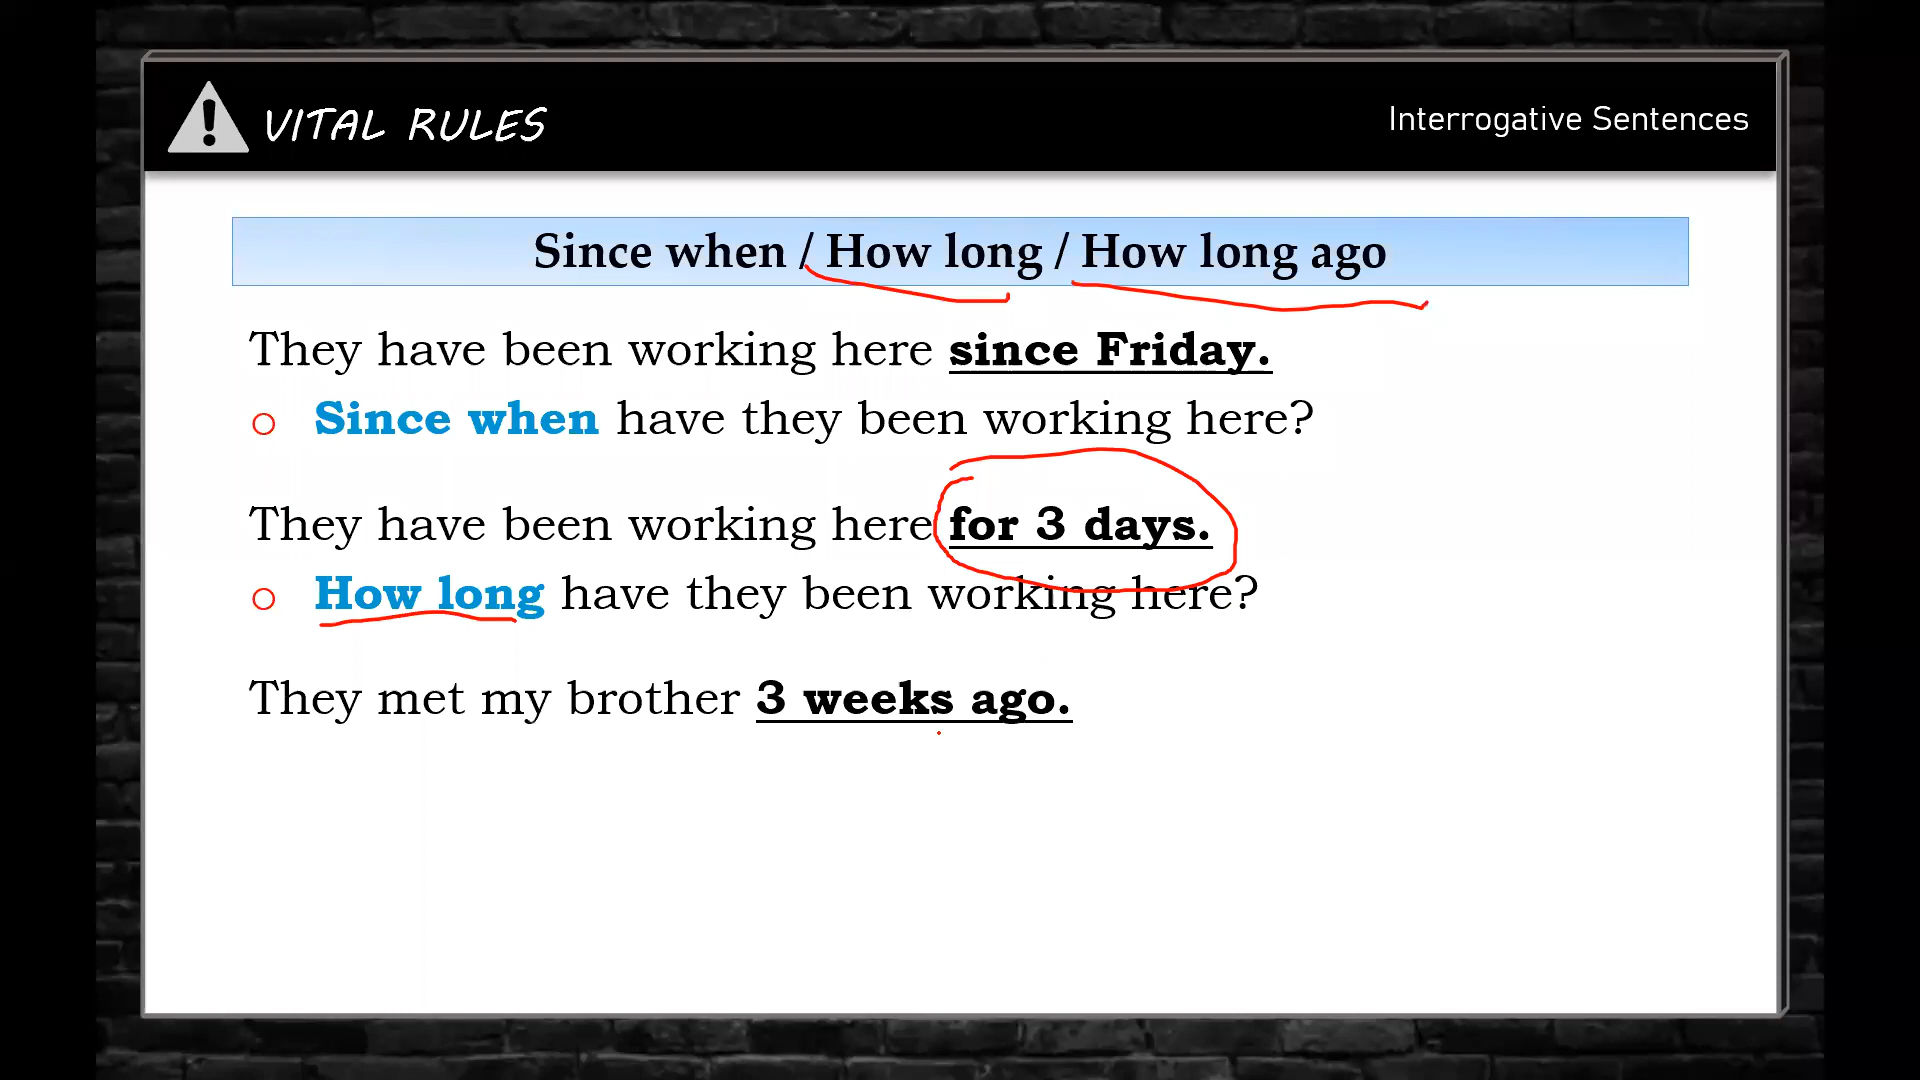 VITAL RULES
Interrogative Sentences
Since when / How long / How long ago
They have been working here since Friday.
Since when have they been working here?
They have been working here for 3 days.
How long have they been working here?
They met my brother 3 weeks ago.